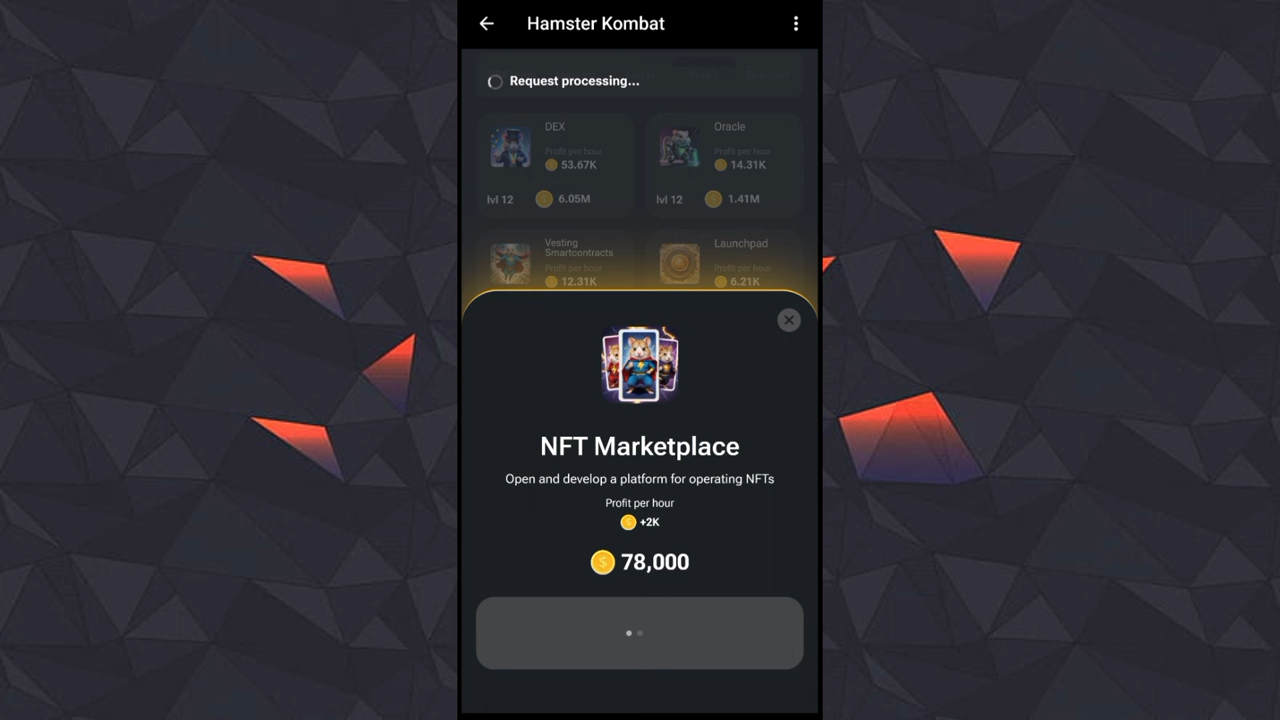 Hamster Kombat
Request processing...
DEX
Profit per hour
53.67K
lvl 12
6.05M
Oracle
Profit per hour
14.31K
lvl 12
1.41M
Vesting
Smartcontracts
Profit per hour
12.31K
Launchpad
Profit per hour
6.21K
NFT Marketplace
Open and develop a platform for operating NFTs
Profit per hour
+2K
78,000